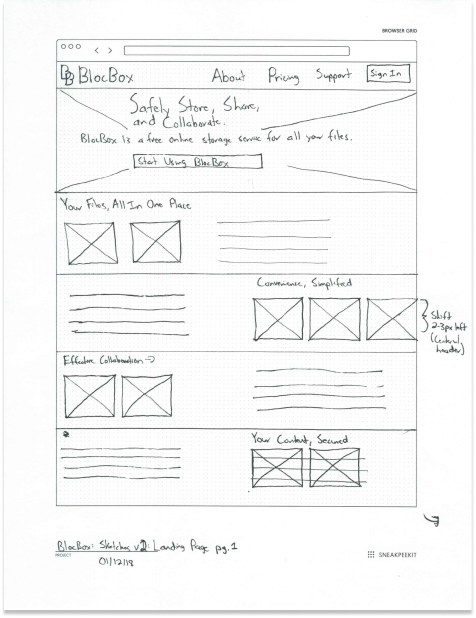 BROWSER GRID
BB BlocBox About Pricing Support Sign In
Safely Store, Share,
and Collaborate.
BlocBox is a free online storage service for all your files.
Start Using BlocBox
Your Files, All In One Place
Convenience, Simplified
Shift
2-3px left
header)
Effective Collaboration →
Your Content, Secured
BlocBox: Sketches v2: Landing Page pg. 1
PROJECT
01/12/18
SNEAKPEEKIT